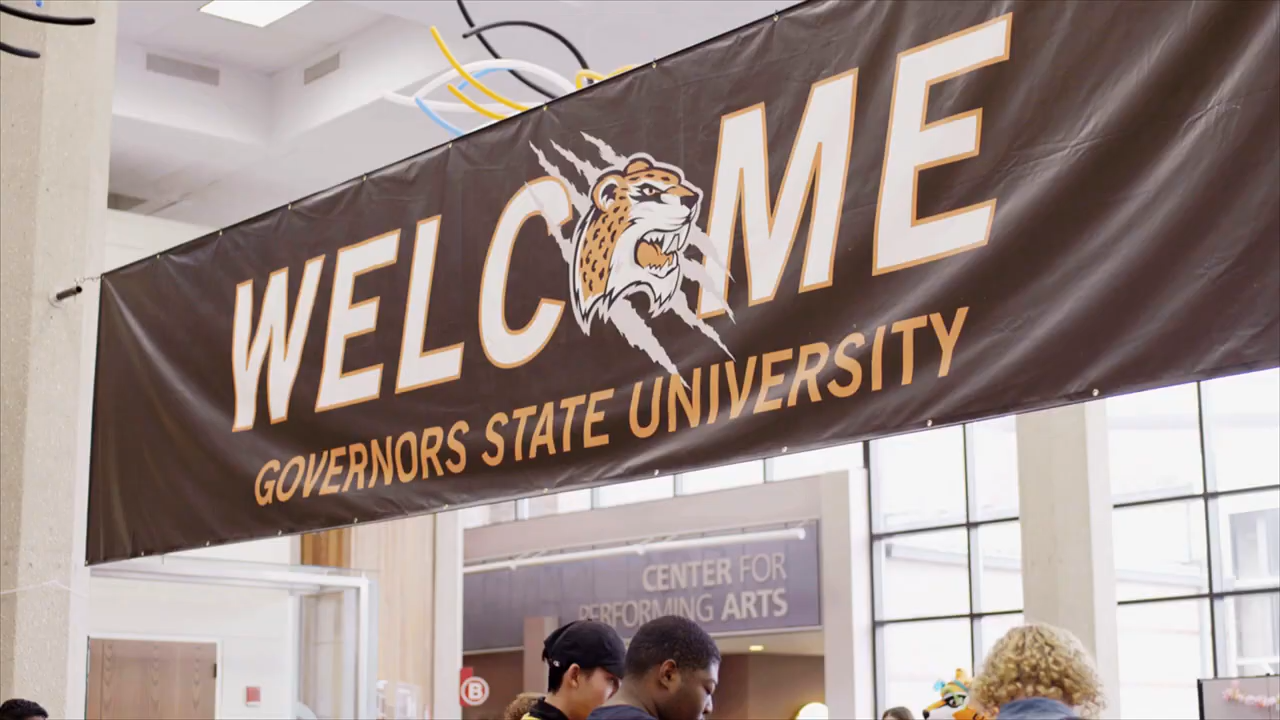 WELCOME
GOVERNORS STATE UNIVERSITY
CENTER FOR
PERFORMING ARTS
B